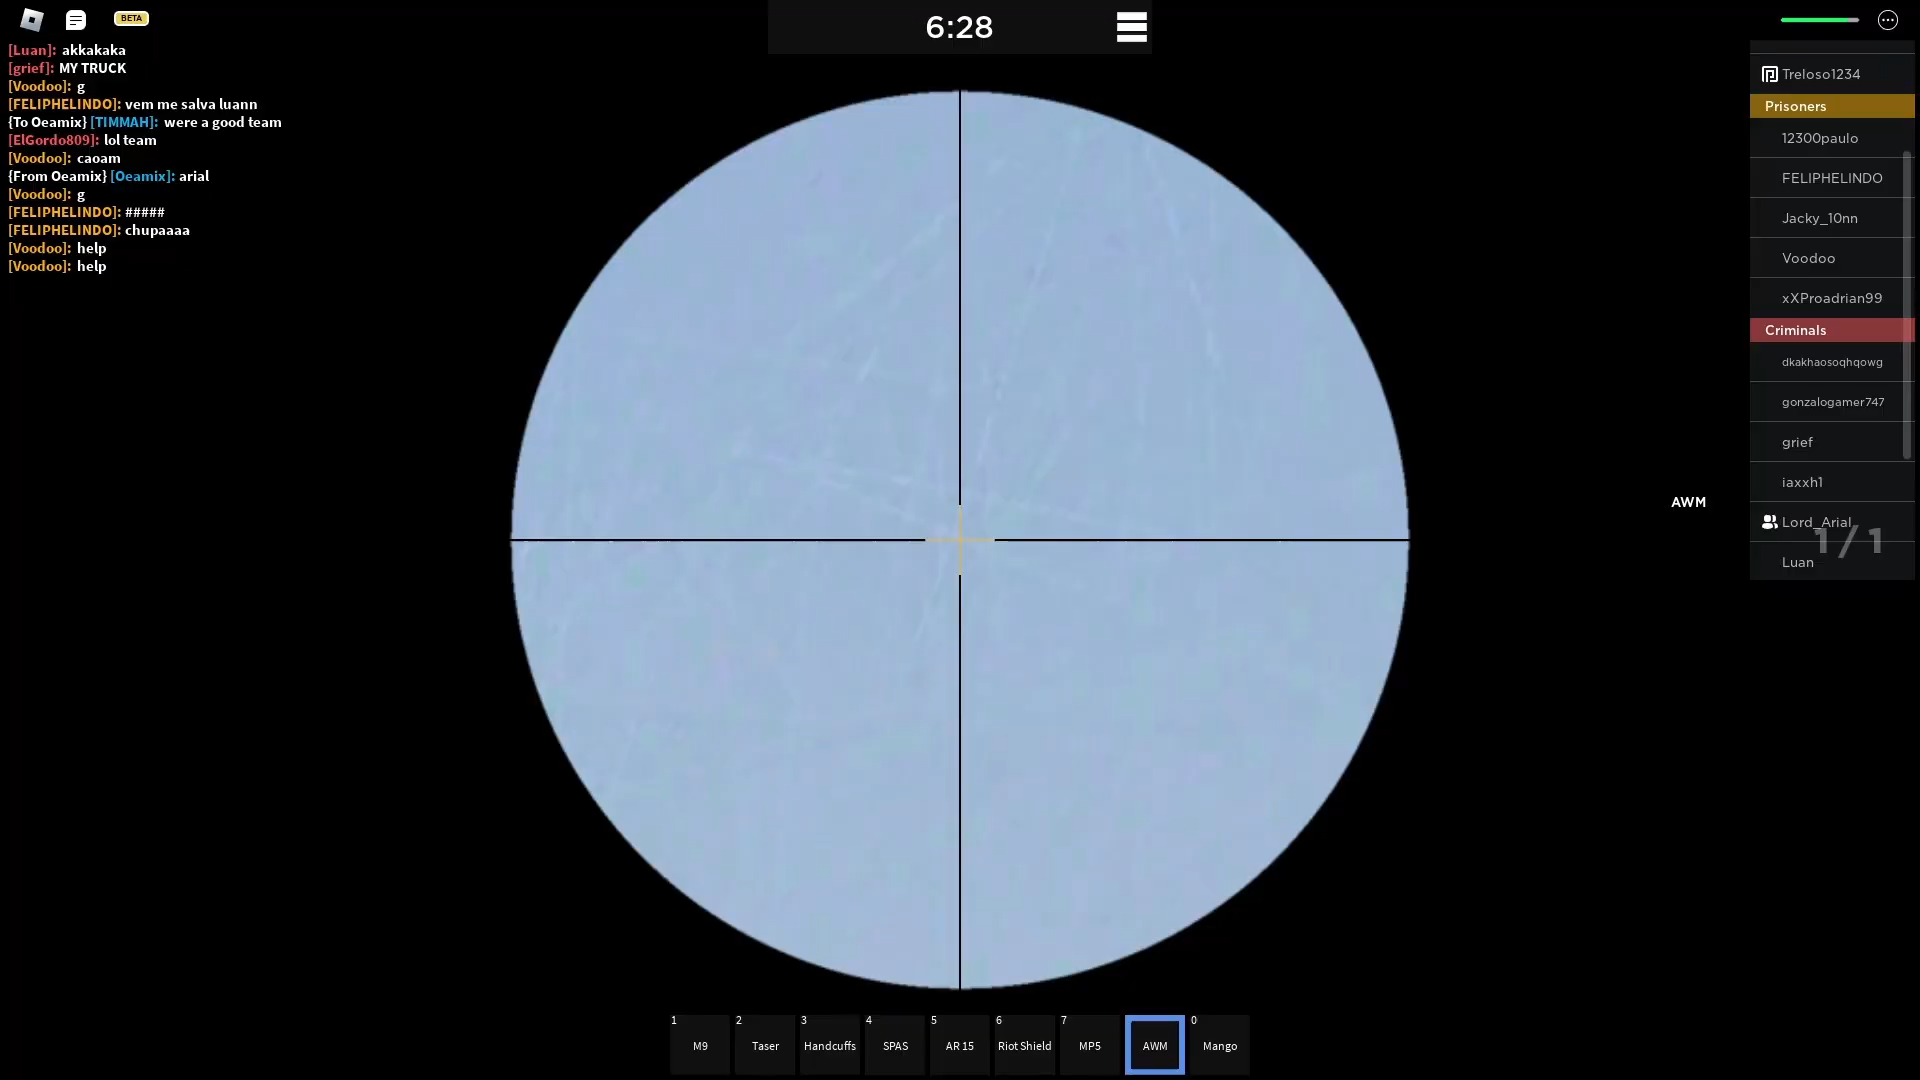 BETA
6:28
[Luan]: akkakaka
[grief]: MY TRUCK
[Voodoo]: g
[FELIPHELINDO]: vem me salva luann
{To Oeamix} [TIMMAH]: were a good team
[ElGordo809]: lol team
[Voodoo]: caoam
{From Oeamix} [Oeamix]: arial
[Voodoo]: g
[FELIPHELINDO]: #####
[FELIPHELINDO]: chupaaaa
[Voodoo]: help
[Voodoo]: help
Treloso1234
Prisoners
12300paulo
FELIPHELINDO
Jacky_10nn
Voodoo
xXProadrian99
Criminals
dkakhaosoqhqowg
gonzalogamer747
grief
iaxxh1
Lord_Arial
Luan
AWM
1 / 1
1 M9
2 Taser
3 Handcuffs
4 SPAS
5 AR 15
6 Riot Shield
7 MP5
AWM
0 Mango